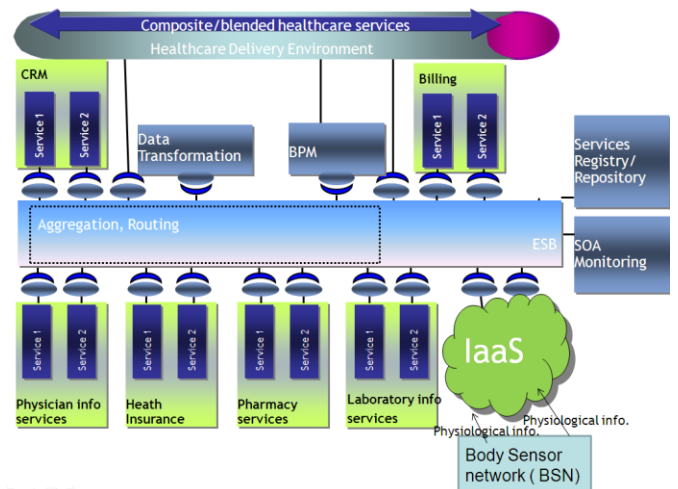 Composite/blended healthcare services
Healthcare Delivery Environment
CRM
Service 1
Service 2
Data
Transformation
BPM
Billing
Service 1
Service 2
Services
Registry/
Repository
Aggregation, Routing
ESB
SOA
Monitoring
Service 1
Service 2
Physician info
services
Service 1
Service 2
Heath
Insurance
Service 1
Service 2
Pharmacy
services
Service 1
Service 2
Laboratory info
services
IaaS
Physiological info.
Physiological info.
Body Sensor
network ( BSN)